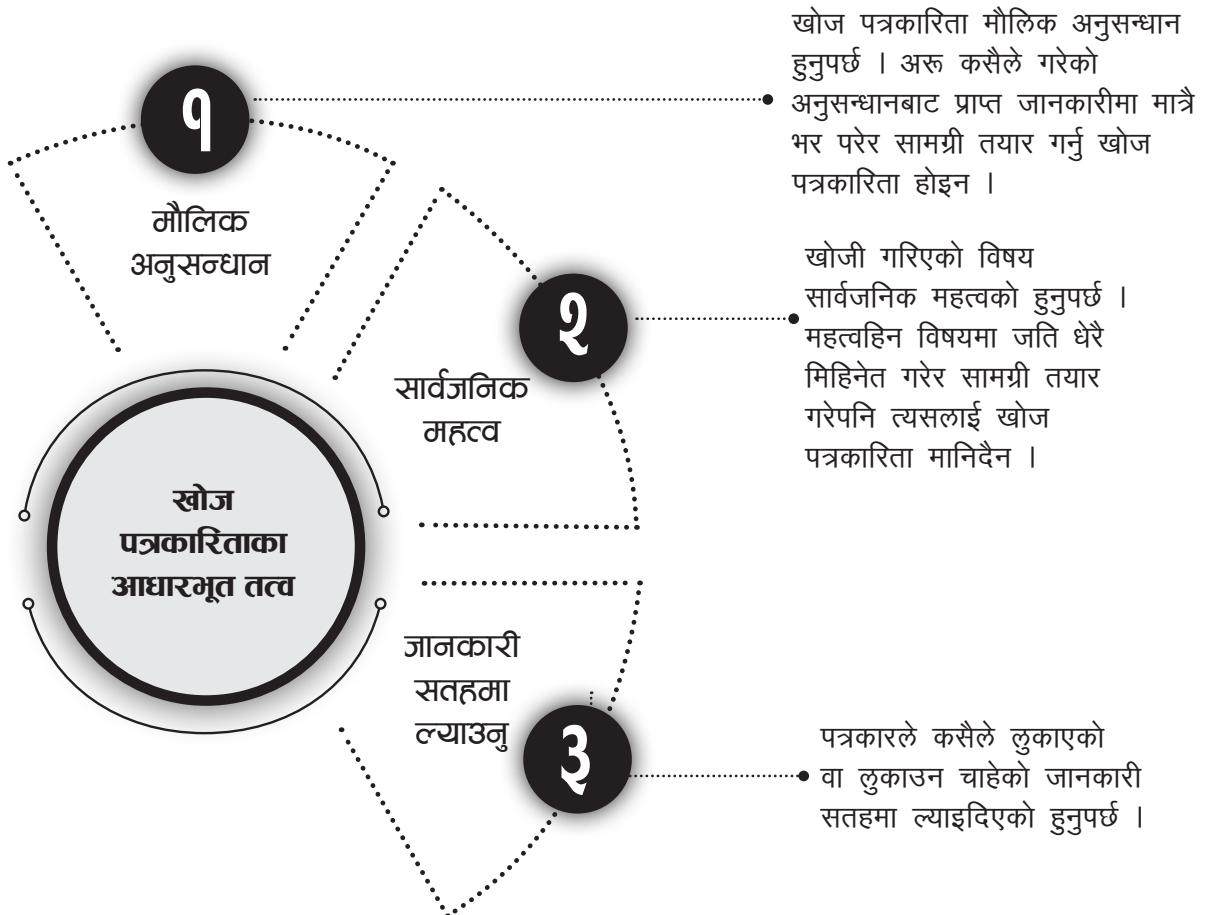 १
मौलिक
अनुसन्धान
खोज पत्रकारिता मौलिक अनुसन्धान
हुनुपर्छ । अरू कसैले गरेको
अनुसन्धानबाट प्राप्त जानकारीमा मात्रै
भर परेर सामग्री तयार गर्नु खोज
पत्रकारिता होइन ।
२
सार्वजनिक
महत्व
खोजी गरिएको विषय
सार्वजनिक महत्वको हुनुपर्छ ।
महत्वहिन विषयमा जति धेरै
मिहिनेत गरेर सामग्री तयार
गरेपनि त्यसलाई खोज
पत्रकारिता मानिदैन ।
खोज
पत्रकारिताका
आधारभूत तत्व
जानकारी
सतहमा
ल्याउनु
३
पत्रकारले कसैले लुकाएको
वा लुकाउन चाहेको जानकारी
सतहमा ल्याइदिएको हुनुपर्छ ।